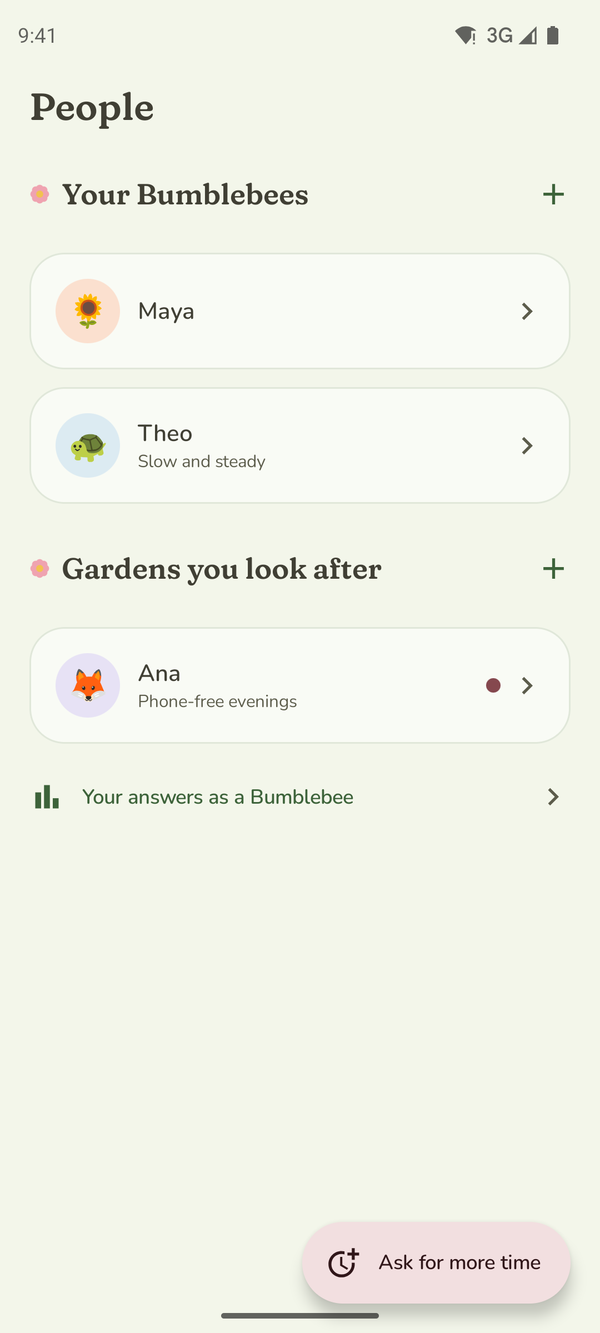 9:41
3G
People
Your Bumblebees
Maya
Theo
Slow and steady
Gardens you look after
Ana
Phone-free evenings
Your answers as a Bumblebee
Ask for more time